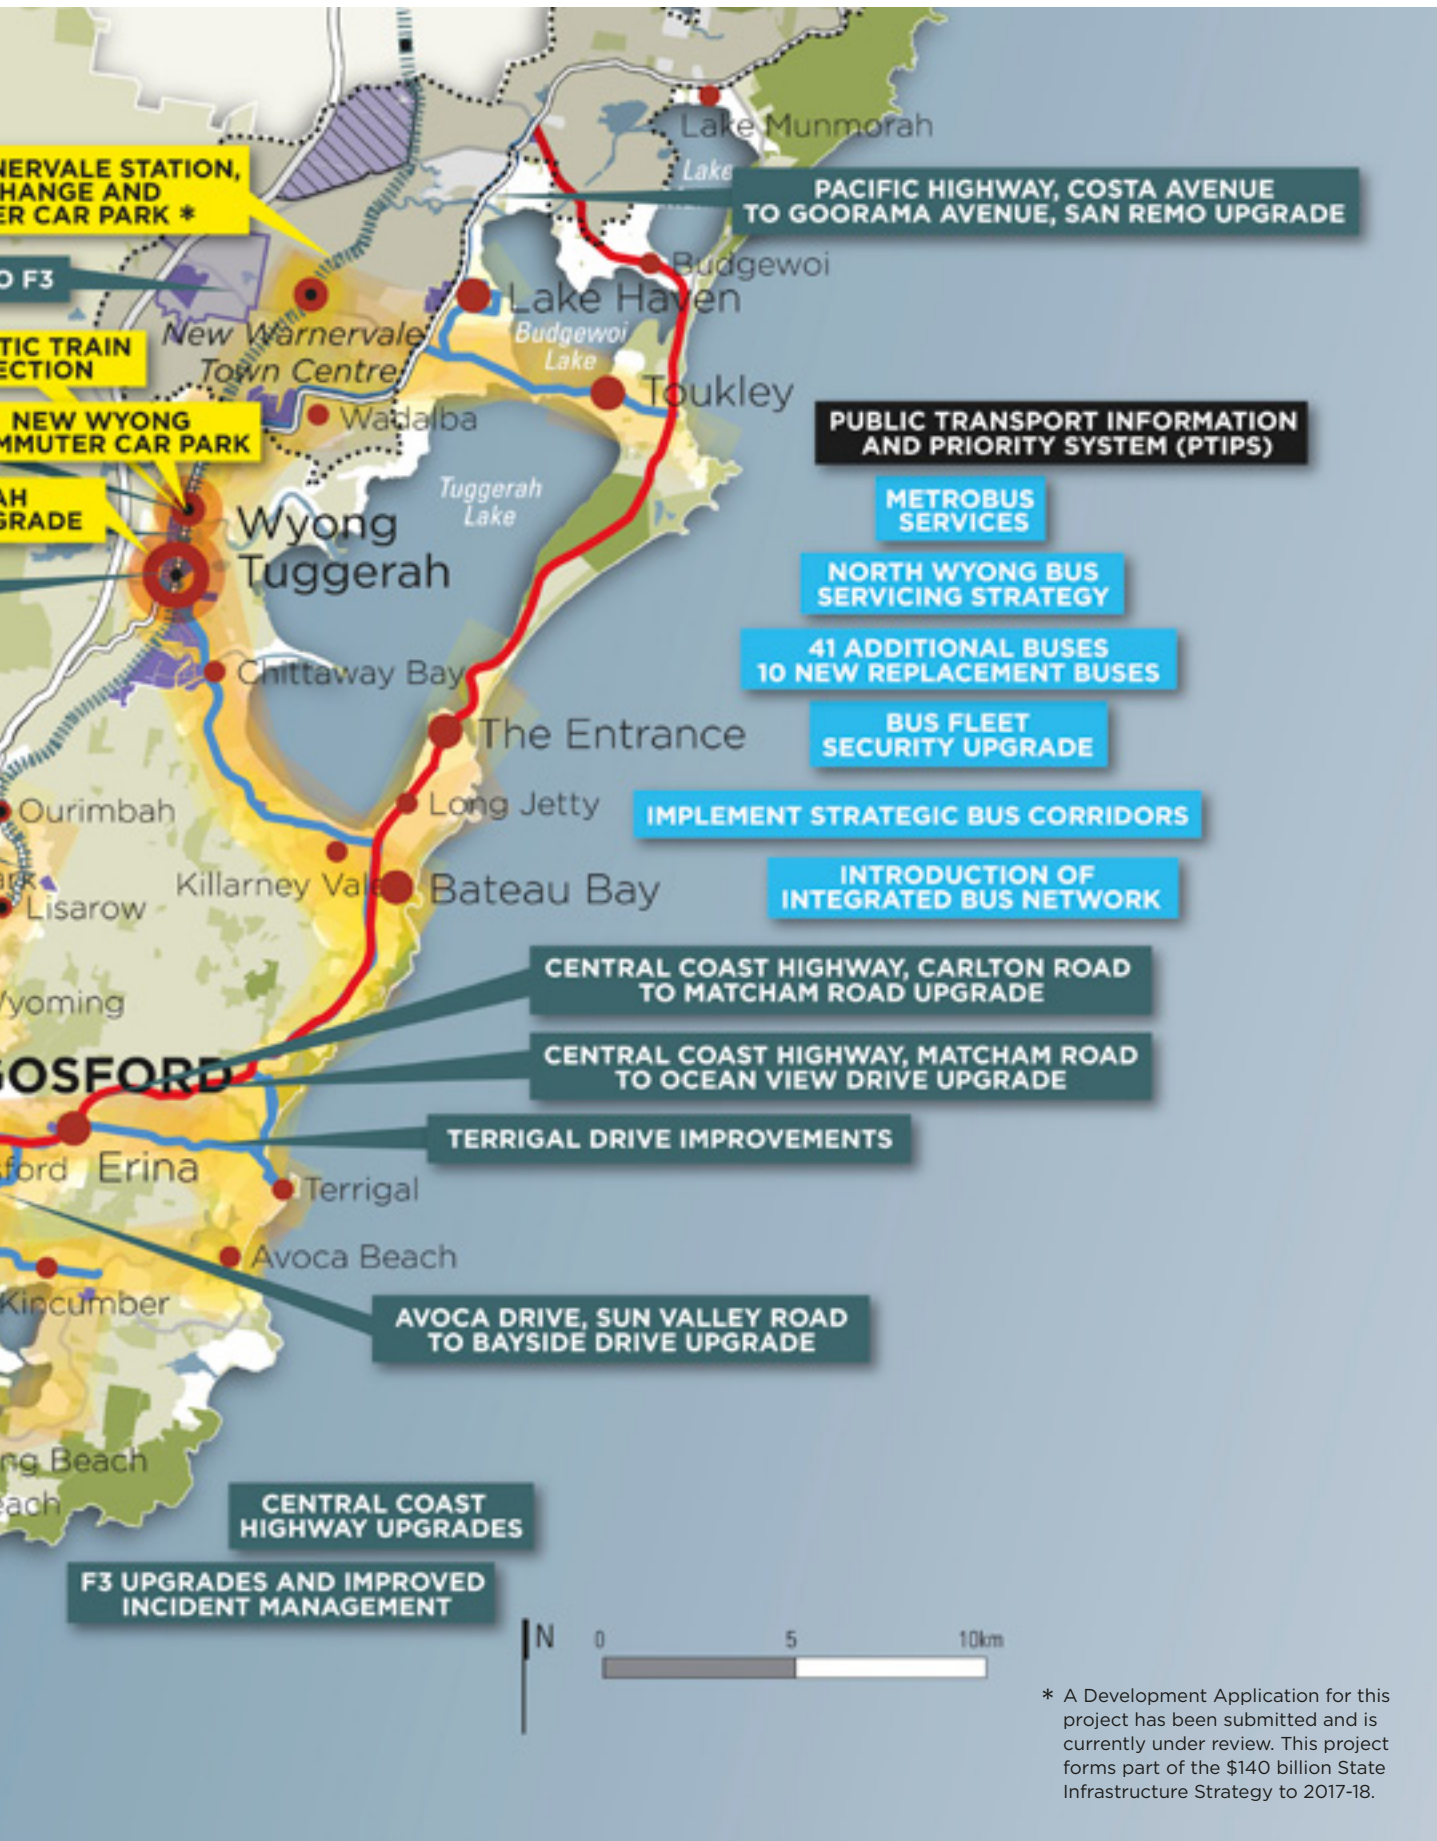 Lake Munmorah
NERVALE STATION,
HANGE AND
ER CAR PARK *
Lake
PACIFIC HIGHWAY, COSTA AVENUE
TO GOORAMA AVENUE, SAN REMO UPGRADE
Budgewoi
O F3
Lake Haven
New Warnervale
Town Centre
Budgewoi
Lake
TIC TRAIN
ECTION
Toukley
Wadalba
NEW WYONG
MMUTER CAR PARK
PUBLIC TRANSPORT INFORMATION
AND PRIORITY SYSTEM (PTIPS)
AH
GRADE
Tuggerah
Lake
METROBUS
SERVICES
Wyong
Tuggerah
NORTH WYONG BUS
SERVICING STRATEGY
41 ADDITIONAL BUSES
10 NEW REPLACEMENT BUSES
Chittaway Bay
BUS FLEET
SECURITY UPGRADE
The Entrance
Long Jetty
Ourimbah
IMPLEMENT STRATEGIC BUS CORRIDORS
Killarney Vale
Bateau Bay
INTRODUCTION OF
INTEGRATED BUS NETWORK
ark
Lisarow
CENTRAL COAST HIGHWAY, CARLTON ROAD
TO MATCHAM ROAD UPGRADE
yoming
GOSFORD
CENTRAL COAST HIGHWAY, MATCHAM ROAD
TO OCEAN VIEW DRIVE UPGRADE
TERRIGAL DRIVE IMPROVEMENTS
sford
Erina
Terrigal
Avoca Beach
Kincumber
AVOCA DRIVE, SUN VALLEY ROAD
TO BAYSIDE DRIVE UPGRADE
ng Beach
each
CENTRAL COAST
HIGHWAY UPGRADES
F3 UPGRADES AND IMPROVED
INCIDENT MANAGEMENT
N
0 5 10km
* A Development Application for this
project has been submitted and is
currently under review. This project
forms part of the $140 billion State
Infrastructure Strategy to 2017-18.